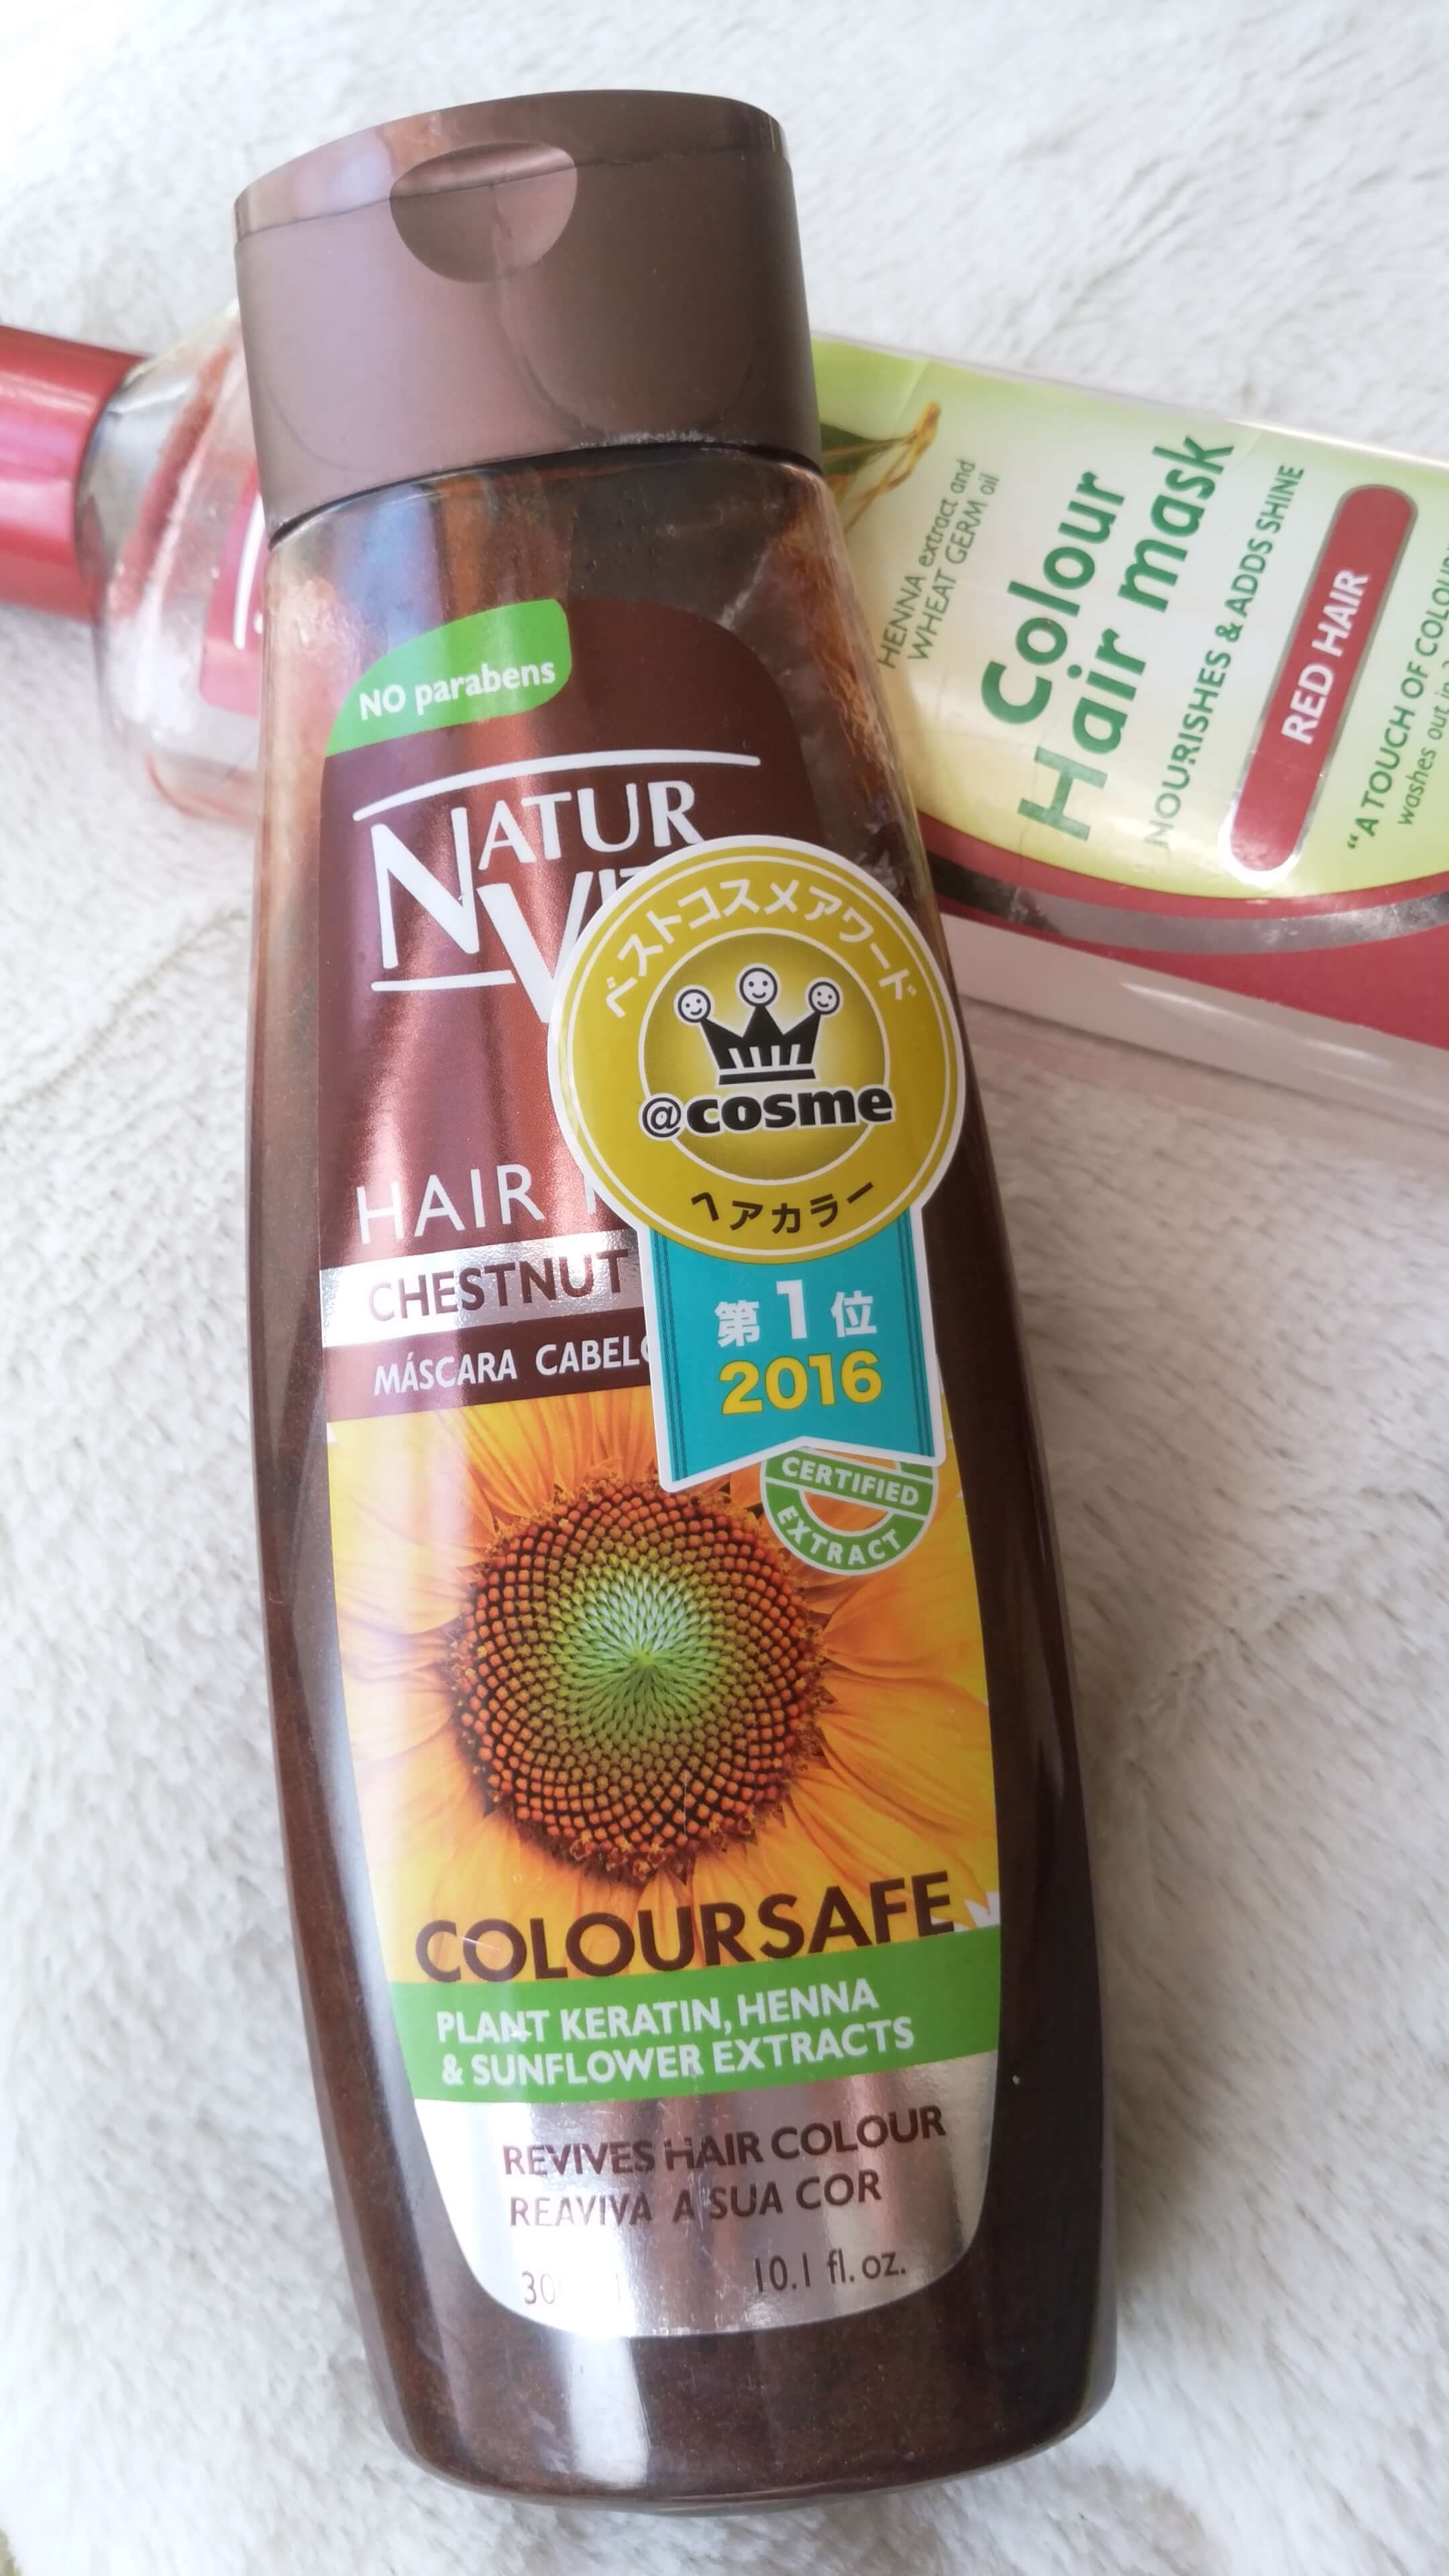 NO parabens
NATUR
ベストコスメアワード
@cosme
ヘアカラー
第1位
2016
HAIR
CHESTNUT
MÁSCARA
CERTIFIED
EXTRACT
COLOURSAFE
PLANT KERATIN, HENNA
& SUNFLOWER EXTRACTS
REVIVES HAIR COLOUR
REAVIVA A SUA COR
10.1 fl. oz.
HENNA extract and
WHEAT GERM oil
Colour
Hair mask
NOURISHES & ADDS SHINE
RED HAIR
“A TOUCH OF COLOUR
washes out in